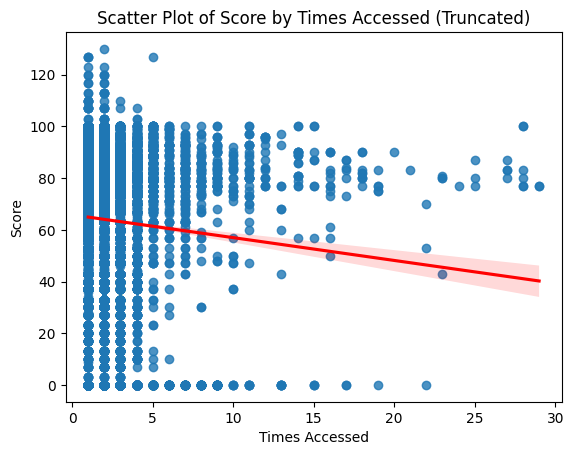 Scatter Plot of Score by Times Accessed (Truncated)
120
100
80
60
40
20
0
Score
0 5 10 15 20 25 30
Times Accessed